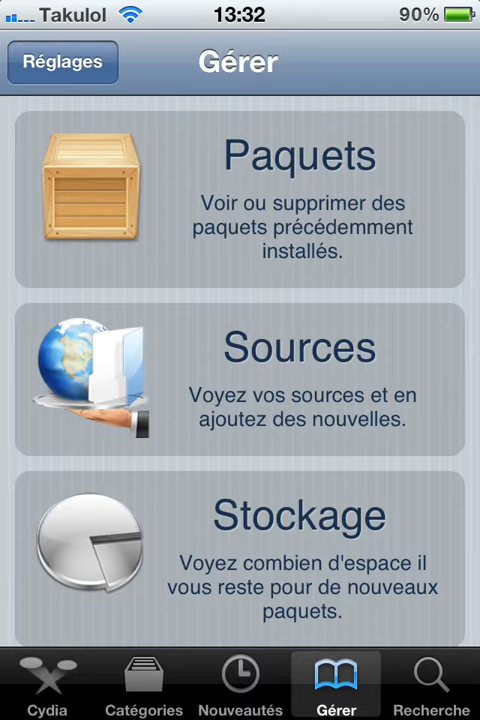 Takulol 13:32 90%
Réglages Gérer
Paquets
Voir ou supprimer des
paquets précédemment
installés.
Sources
Voyez vos sources et en
ajoutez des nouvelles.
Stockage
Voyez combien d'espace il
vous reste pour de nouveaux
paquets.
Cydia Catégories Nouveautés Gérer Recherche